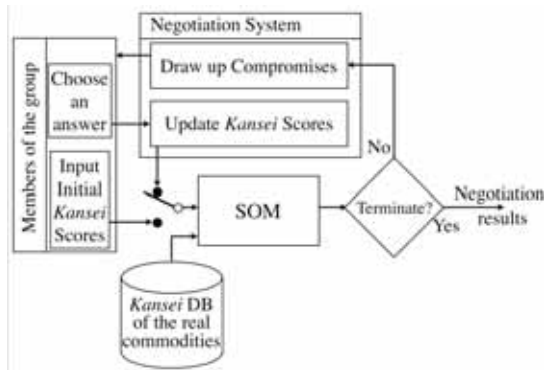 Negotiation System
Draw up Compromises
Update Kansei Scores
Members of the group
Choose
an
answer
Input
Initial
Kansei
Scores
No
SOM
Terminate?
Yes
Negotiation
results
Kansei DB
of the real
commodities